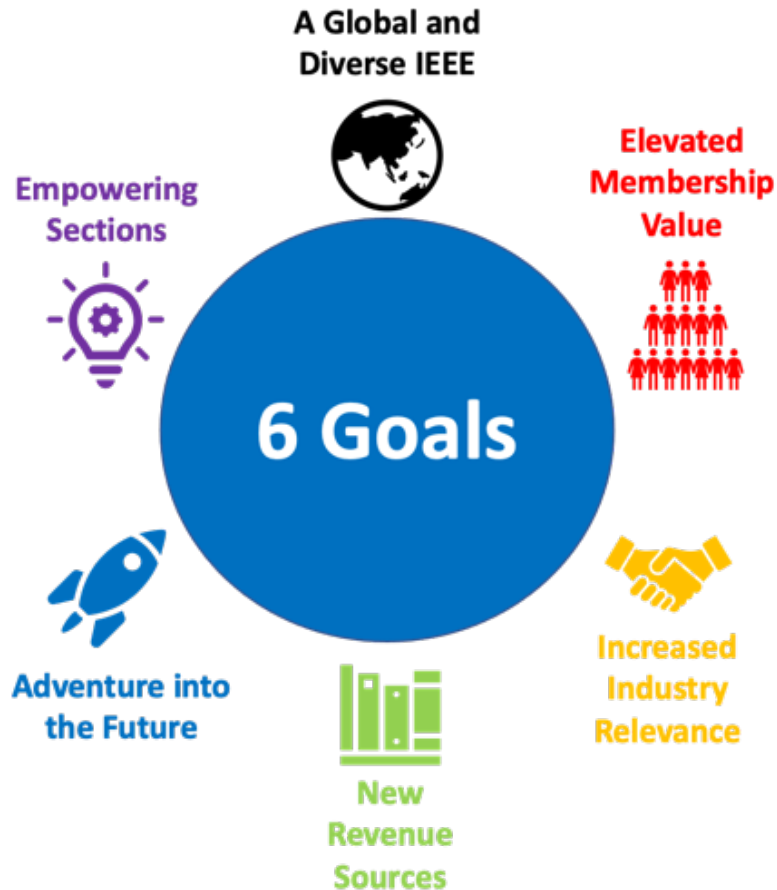 A Global and
Diverse IEEE
Elevated
Membership
Value
Empowering
Sections
6 Goals
Increased
Industry
Relevance
Adventure into
the Future
New
Revenue
Sources